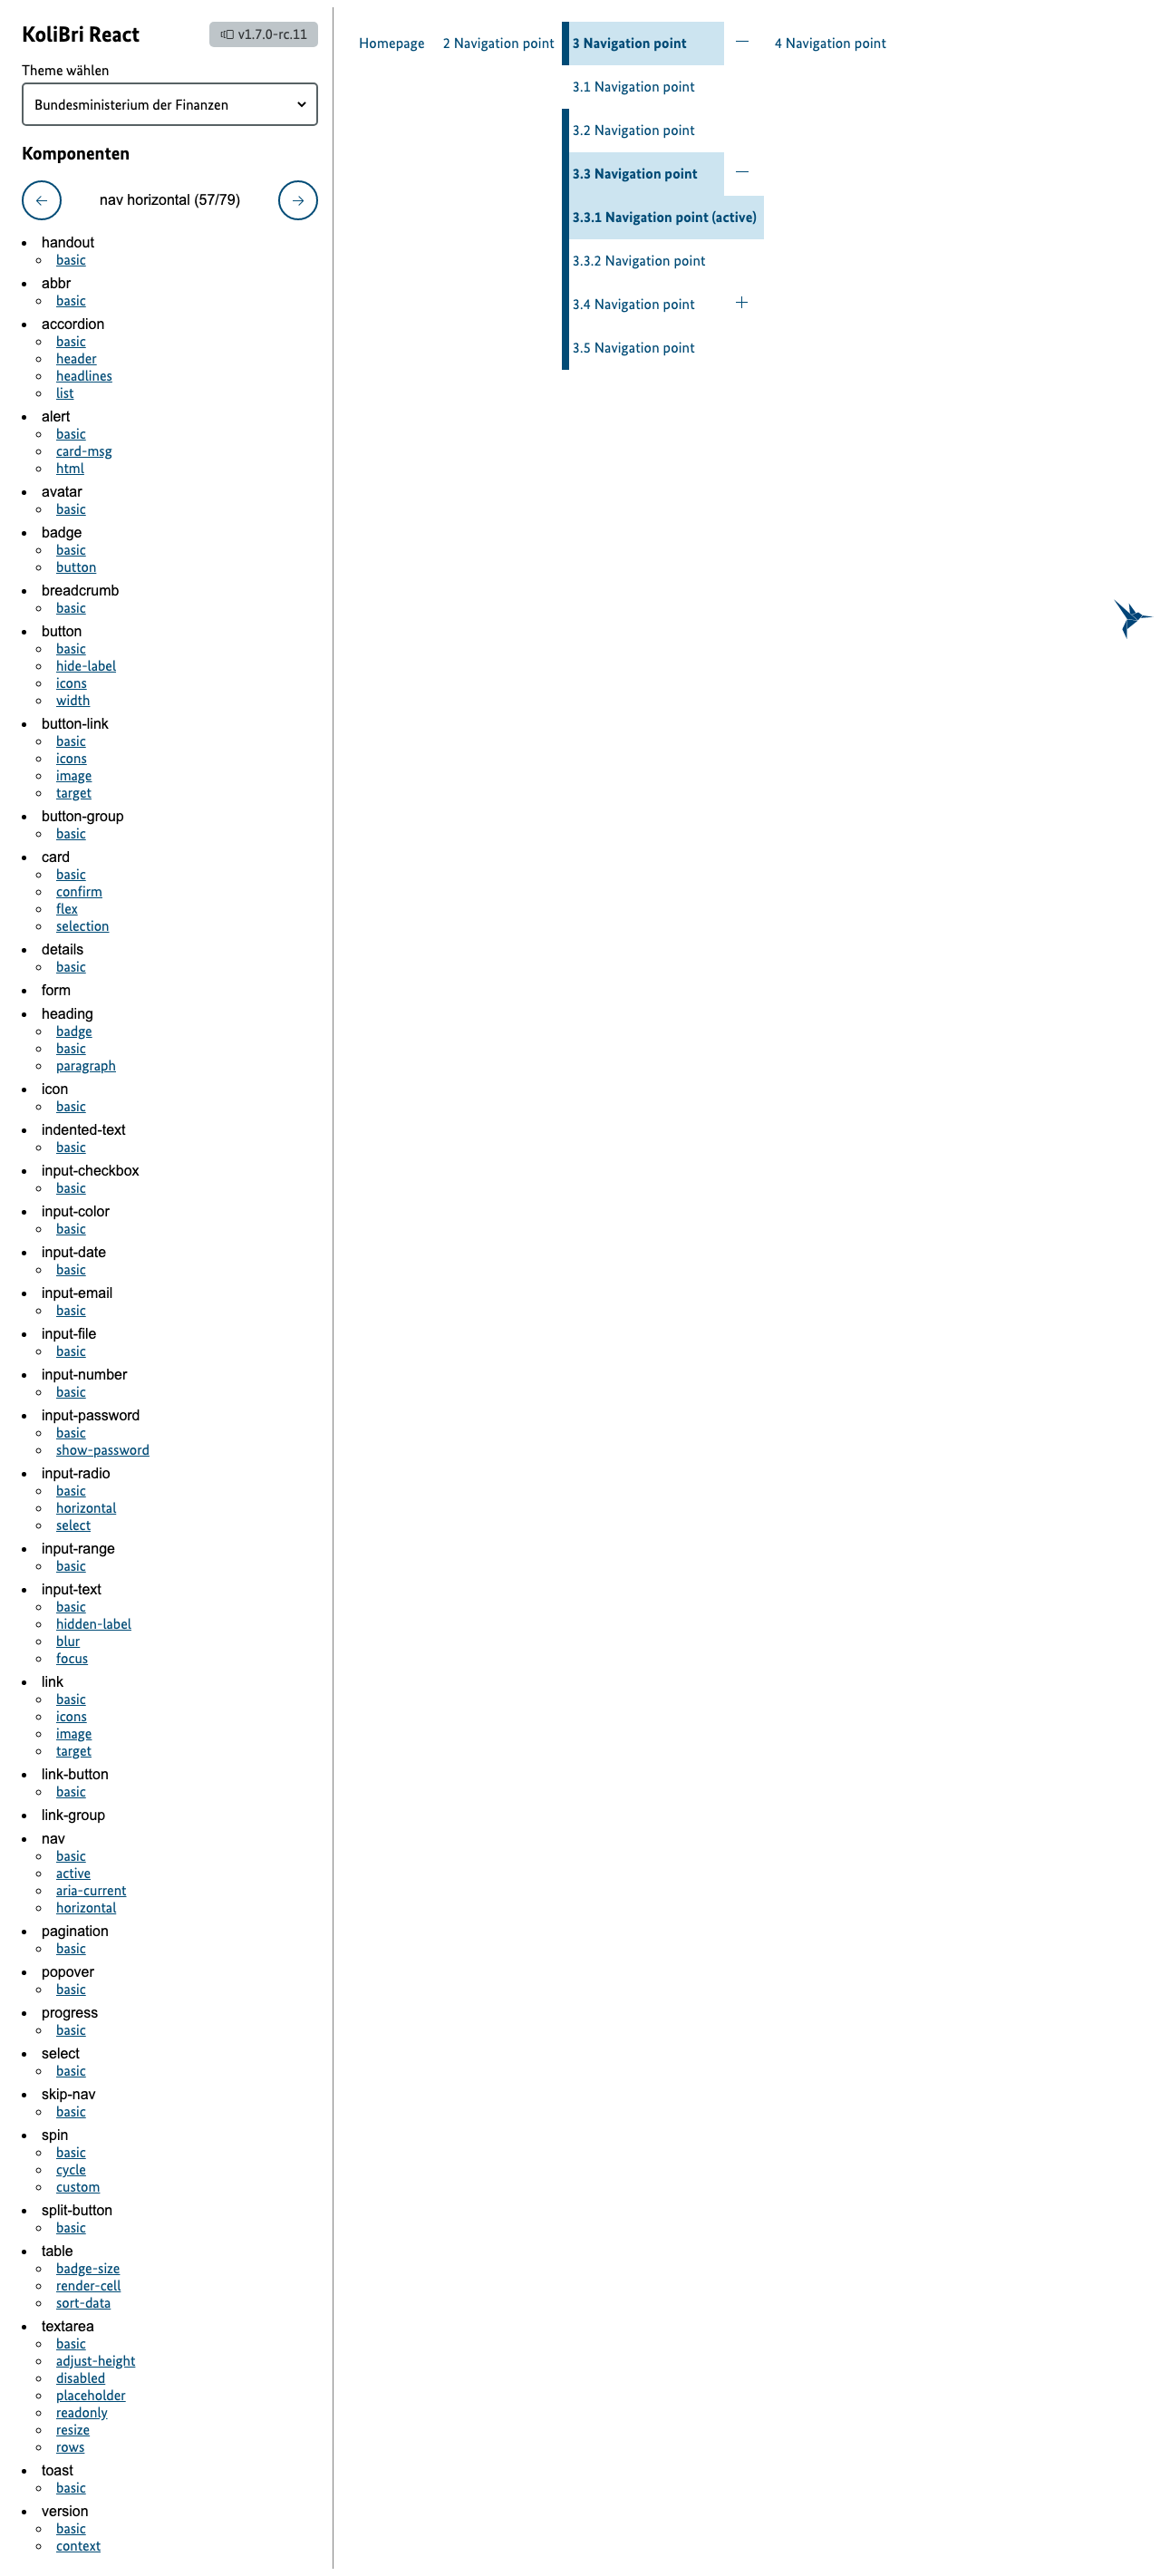 KoliBri React
v1.7.0-rc.11
Theme wählen
Bundesministerium der Finanzen
Komponenten
nav horizontal (57/79)
handout
basic
abbr
basic
accordion
basic
header
headlines
list
alert
basic
card-msg
html
avatar
basic
badge
basic
button
breadcrumb
basic
button
basic
hide-label
icons
width
button-link
basic
icons
image
target
button-group
basic
card
basic
confirm
flex
selection
details
basic
form
heading
badge
basic
paragraph
icon
basic
indented-text
basic
input-checkbox
basic
input-color
basic
input-date
basic
input-email
basic
input-file
basic
input-number
basic
input-password
basic
show-password
input-radio
basic
horizontal
select
input-range
basic
input-text
basic
hidden-label
blur
focus
link
basic
icons
image
target
link-button
basic
link-group
nav
basic
active
aria-current
horizontal
pagination
basic
popover
basic
progress
basic
select
basic
skip-nav
basic
spin
basic
cycle
custom
split-button
basic
table
badge-size
render-cell
sort-data
textarea
basic
adjust-height
disabled
placeholder
readonly
resize
rows
toast
basic
version
basic
context
Homepage
2 Navigation point
3 Navigation point
3.1 Navigation point
3.2 Navigation point
3.3 Navigation point
3.3.1 Navigation point (active)
3.3.2 Navigation point
3.4 Navigation point
3.5 Navigation point
4 Navigation point